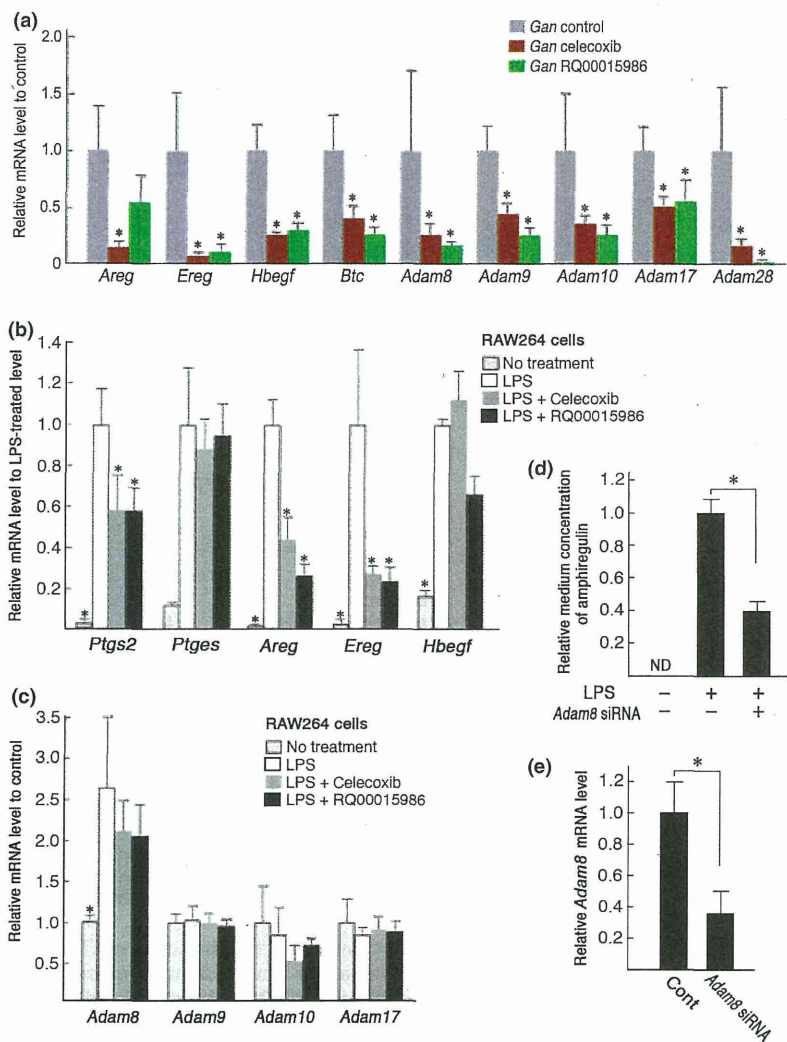 (a)
Relative mRNA level to control
2.0
1.5
1.0
0.5
0
Gan control
Gan celecoxib
Gan RQ00015986
* * * * * * * * * * * * * * * * *
Areg Ereg Hbegf Btc Adam8 Adam9 Adam10 Adam17 Adam28
(b)
Relative mRNA level to LPS-treated level
1.4
1.2
1.0
0.8
0.6
0.4
0.2
RAW264 cells
No treatment
LPS
LPS + Celecoxib
LPS + RQ00015986
* * * * * * * * * *
Ptgs2 Ptges Areg Ereg Hbegf
(c)
Relative mRNA level to control
3.5
3.0
2.5
2.0
1.5
1.0
0.5
RAW264 cells
No treatment
LPS
LPS + Celecoxib
LPS + RQ00015986
*
Adam8 Adam9 Adam10 Adam17
(d)
Relative medium concentration
of amphiregulin
1.2
1.0
0.8
0.6
0.4
0.2
*
ND
LPS − + +
Adam8 siRNA − − +
(e)
Relative Adam8 mRNA level
1.2
1.0
0.8
0.6
0.4
0.2
*
Cont
Adam8 siRNA